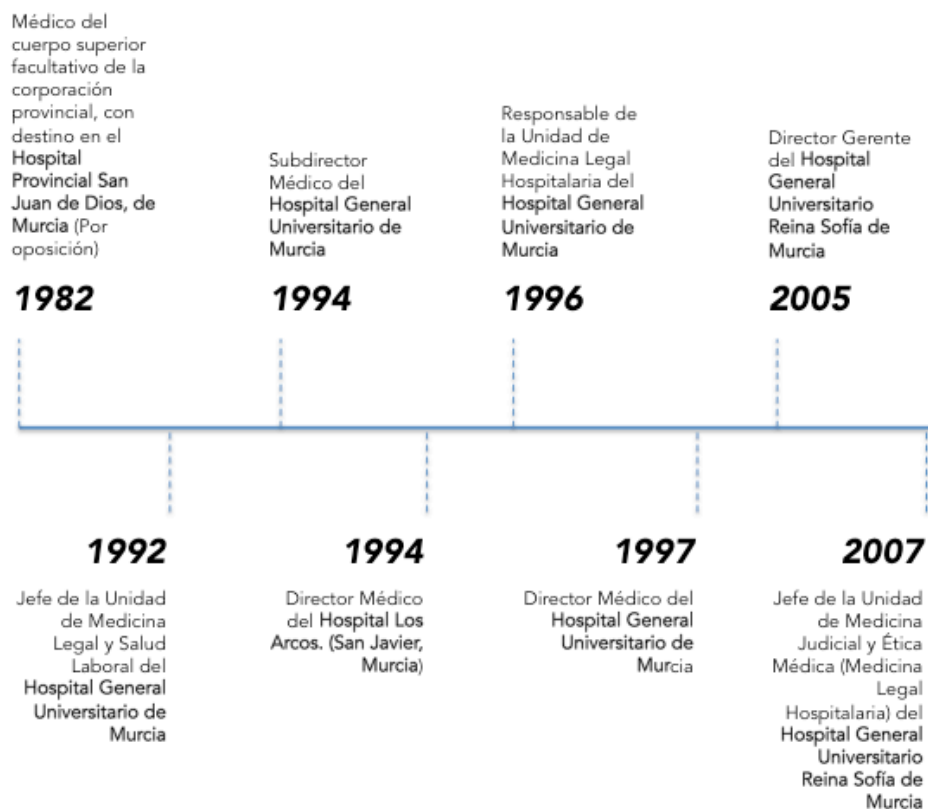 Médico del
cuerpo superior
facultativo de la
corporación
provincial, con
destino en el
Hospital
Provincial San
Juan de Dios, de
Murcia (Por
oposición)
1982
Subdirector
Médico del
Hospital General
Universitario de
Murcia
1994
Responsable de
la Unidad de
Medicina Legal
Hospitalaria del
Hospital General
Universitario de
Murcia
1996
Director Gerente
del Hospital
General
Universitario
Reina Sofía de
Murcia
2005
1992
Jefe de la Unidad
de Medicina
Legal y Salud
Laboral del
Hospital General
Universitario de
Murcia
1994
Director Médico
del Hospital Los
Arcos. (San Javier,
Murcia)
1997
Director Médico del
Hospital General
Universitario de
Murcia
2007
Jefe de la Unidad
de Medicina
Judicial y Ética
Médica (Medicina
Legal
Hospitalaria) del
Hospital General
Universitario
Reina Sofía de
Murcia